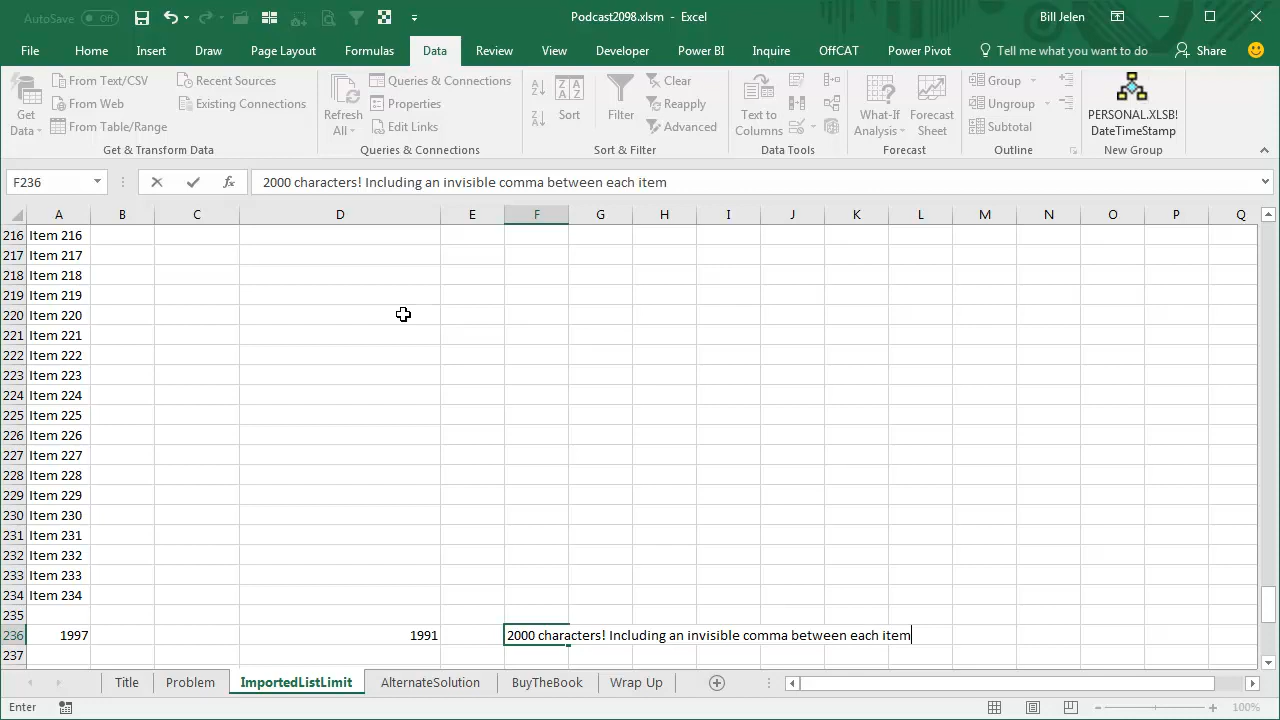 AutoSave Off Podcast2098.xlsm - Excel Bill Jelen
File Home Insert Draw Page Layout Formulas Data Review View Developer Power BI Inquire OffCAT Power Pivot Tell me what you want to do Share
Get Data
From Text/CSV
From Web
From Table/Range
Recent Sources
Existing Connections
Get & Transform Data
Refresh All
Queries & Connections
Properties
Edit Links
Queries & Connections
Sort
Filter
Clear
Reapply
Advanced
Sort & Filter
Text to Columns
Data Tools
What-If Analysis
Forecast Sheet
Forecast
Group
Ungroup
Subtotal
Outline
PERSONAL.XLSB!
DateTimeStamp
New Group
F236 fx 2000 characters! Including an invisible comma between each item
A B C D E F G H I J K L M N O P Q
216 Item 216
217 Item 217
218 Item 218
219 Item 219
220 Item 220
221 Item 221
222 Item 222
223 Item 223
224 Item 224
225 Item 225
226 Item 226
227 Item 227
228 Item 228
229 Item 229
230 Item 230
231 Item 231
232 Item 232
233 Item 233
234 Item 234
235
236 1997 1991 2000 characters! Including an invisible comma between each item
237
Title Problem ImportedListLimit AlternateSolution BuyTheBook Wrap Up
Enter 100%